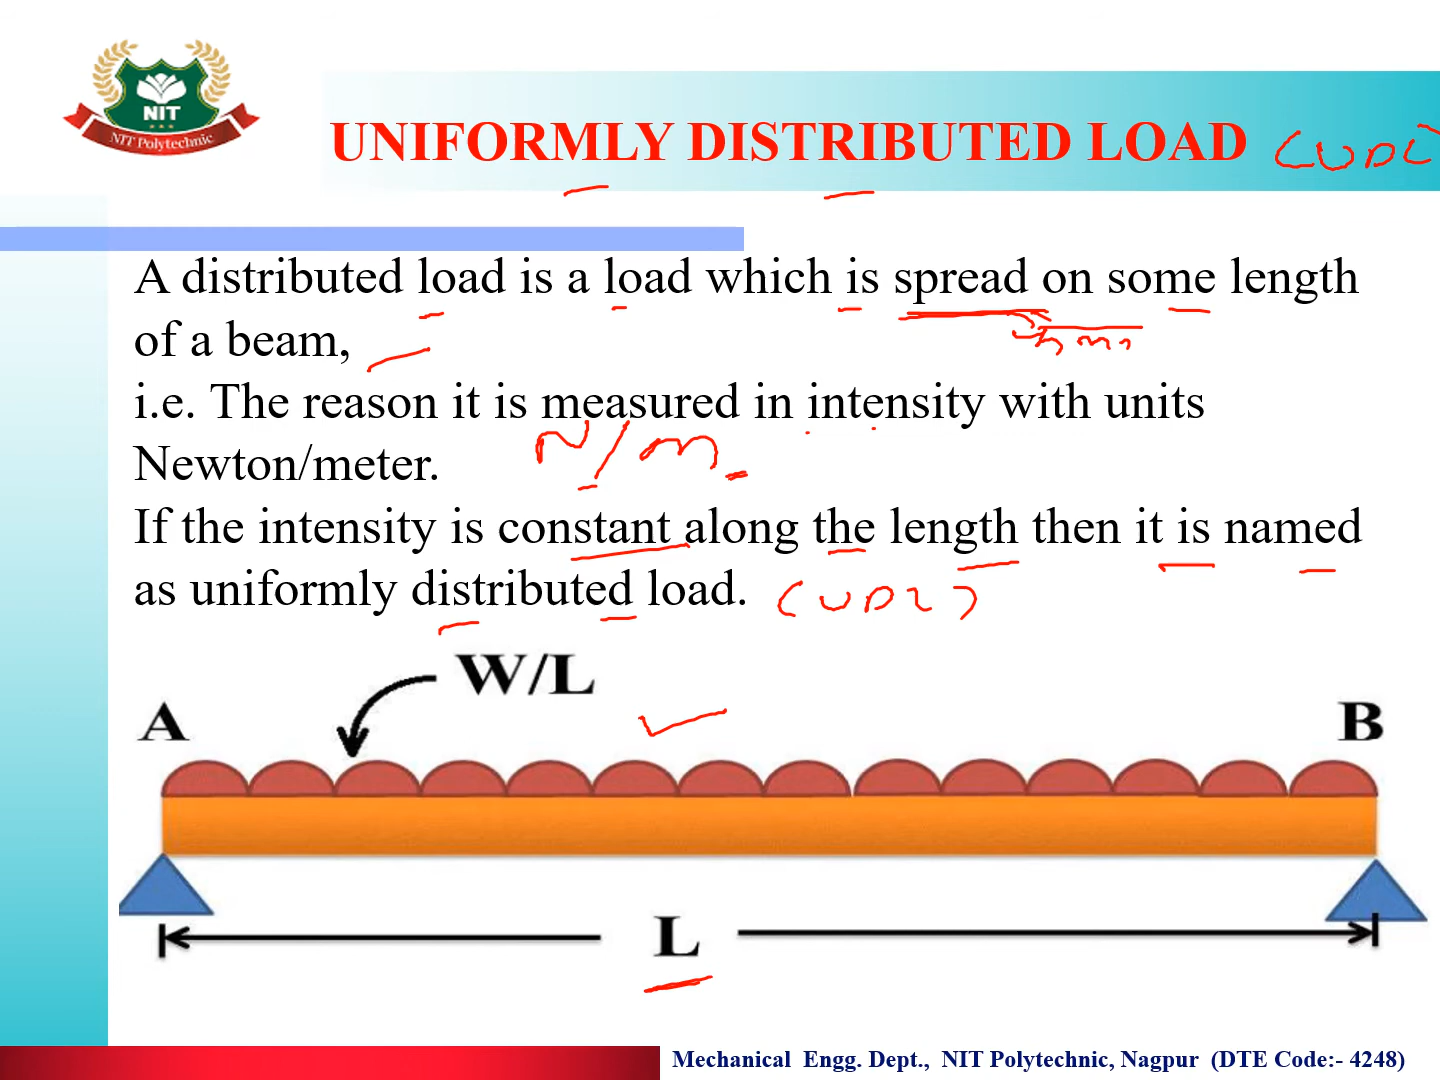 NIT
NIT Polytechnic
UNIFORMLY DISTRIBUTED LOAD (UDL)
A distributed load is a load which is spread on some length
of a beam,
i.e. The reason it is measured in intensity with units
Newton/meter. N/m.
If the intensity is constant along the length then it is named
as uniformly distributed load. (UDL)
W/L
A
B
L
Mechanical Engg. Dept., NIT Polytechnic, Nagpur (DTE Code:- 4248)